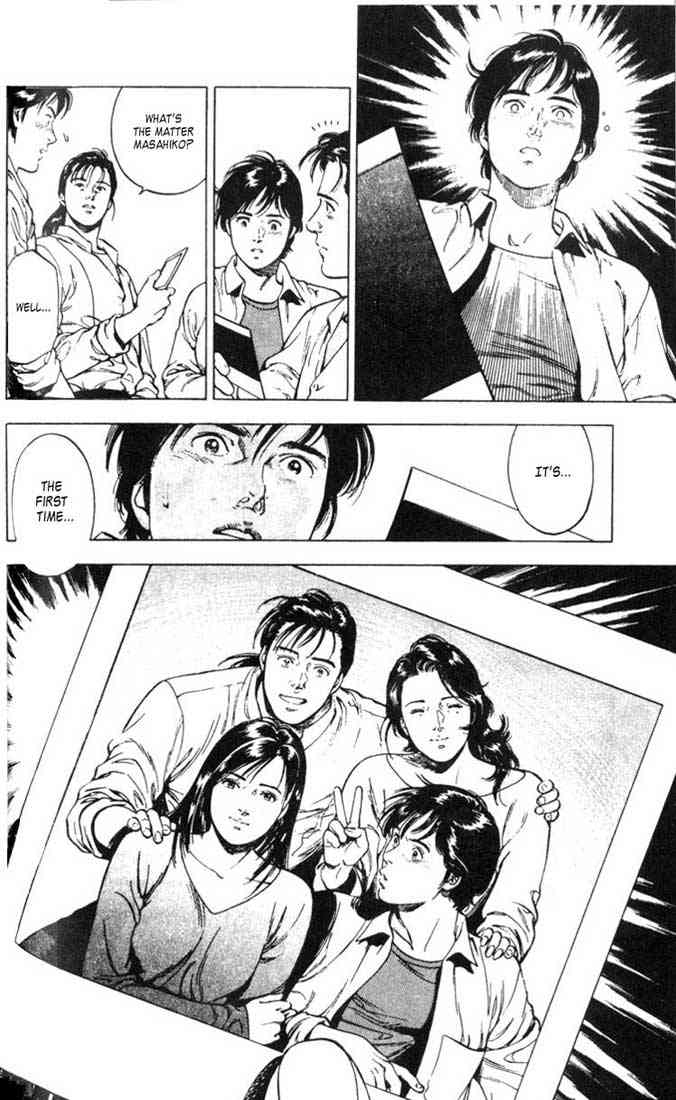 WHAT'S
THE MATTER
MASAHIKO?
WELL...
IT'S...
THE
FIRST
TIME...